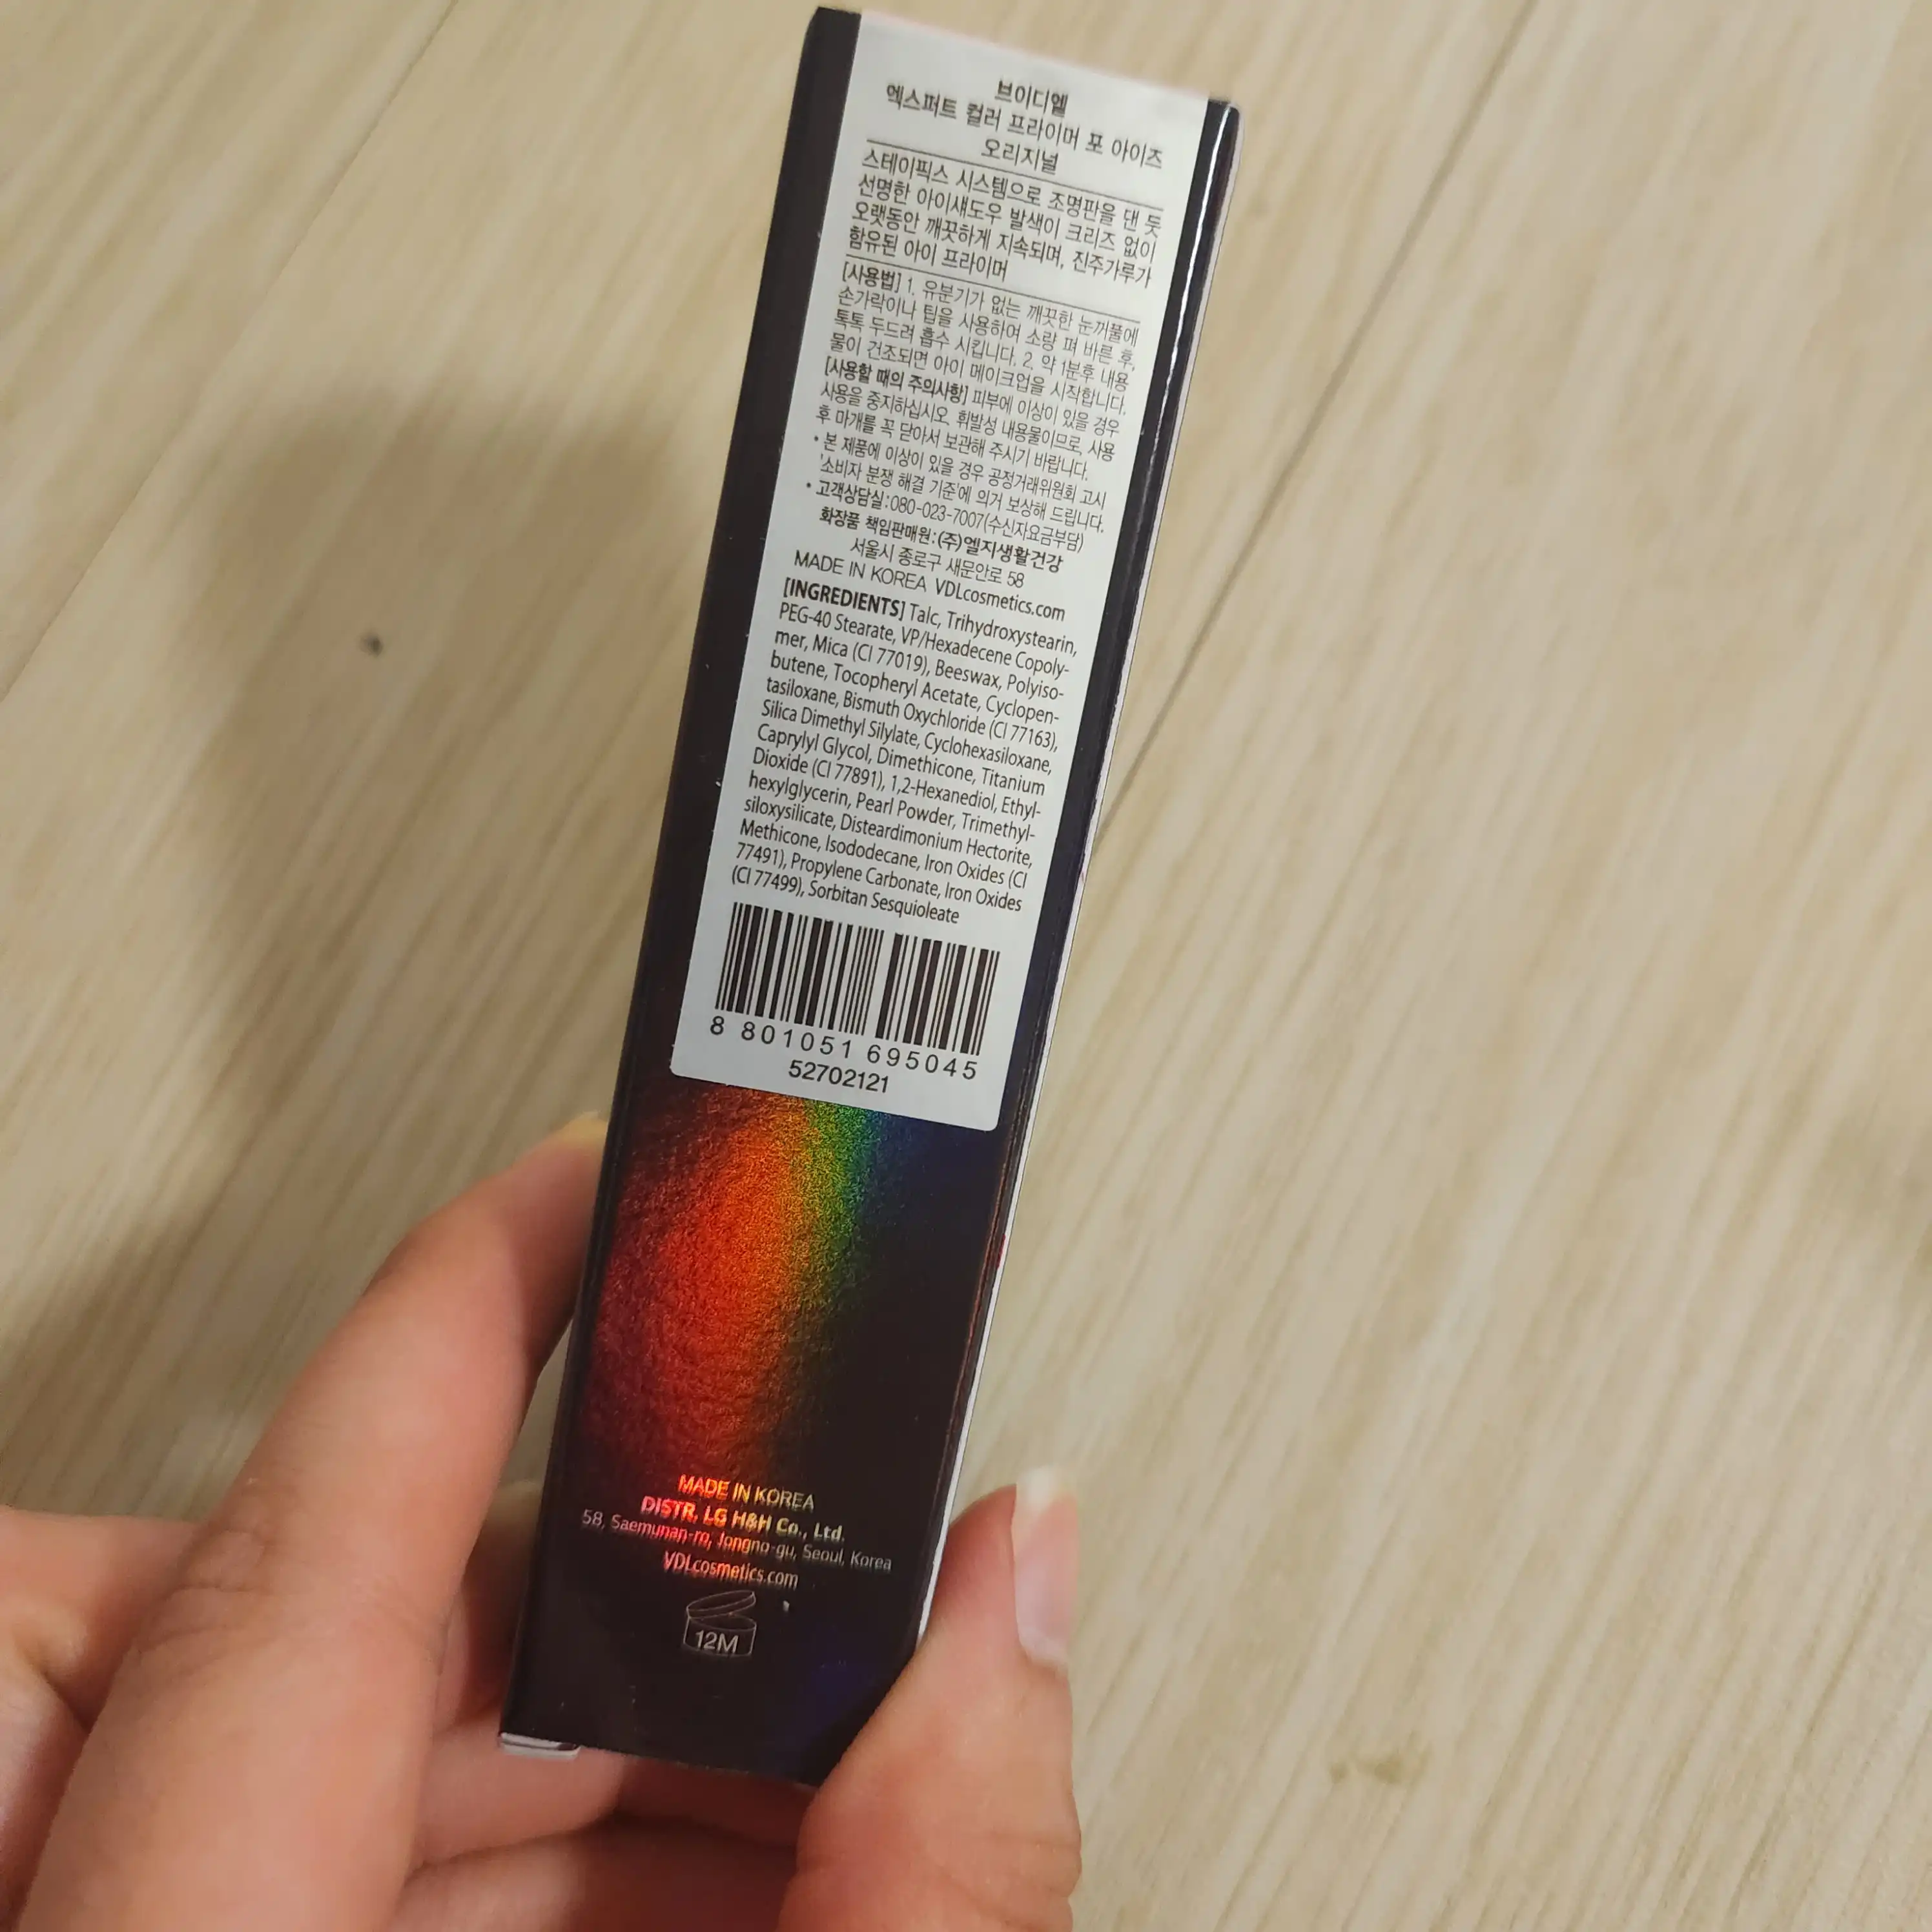 브이디엘
엑스퍼트 컬러 프라이머 포 아이즈
오리지널
스테이픽스 시스템으로 조명판을 댄 듯
선명한 아이섀도우 발색이 크리즈 없이
오랫동안 깨끗하게 지속되며, 진주가루가
함유된 아이 프라이머
[사용법] 1. 유분기가 없는 깨끗한 눈꺼풀에
손가락이나 팁을 사용하여 소량 펴 바른 후,
톡톡 두드려 흡수 시킵니다. 2. 약 1분후 내용
물이 건조되면 아이 메이크업을 시작합니다.
[사용할 때의 주의사항] 피부에 이상이 있을 경우
사용을 중지하십시오. 휘발성 내용물이므로, 사용
후 마개를 꼭 닫아서 보관해 주시기 바랍니다.
• 본 제품에 이상이 있을 경우 공정거래위원회 고시
'소비자 분쟁 해결 기준'에 의거 보상해 드립니다.
• 고객상담실:080-023-7007(수신자요금부담)
화장품 책임판매원:(주)엘지생활건강
서울시 종로구 새문안로 58
MADE IN KOREA VDLcosmetics.com
[INGREDIENTS] Talc, Trihydroxystearin,
PEG-40 Stearate, VP/Hexadecene Copoly-
mer, Mica (CI 77019), Beeswax, Polyiso-
butene, Tocopheryl Acetate, Cyclopen-
tasiloxane, Bismuth Oxychloride (CI 77163),
Silica Dimethyl Silylate, Cyclohexasiloxane,
Caprylyl Glycol, Dimethicone, Titanium
Dioxide (CI 77891), 1,2-Hexanediol, Ethyl-
hexylglycerin, Pearl Powder, Trimethyl-
siloxysilicate, Disteardimonium Hectorite,
Methicone, Isododecane, Iron Oxides (CI
77491), Propylene Carbonate, Iron Oxides
(CI 77499), Sorbitan Sesquioleate
8 801051 695045
52702121
MADE IN KOREA
DISTR. LG H&H Co., Ltd.
58, Saemunan-ro, Jongno-gu, Seoul, Korea
VDLcosmetics.com
12M